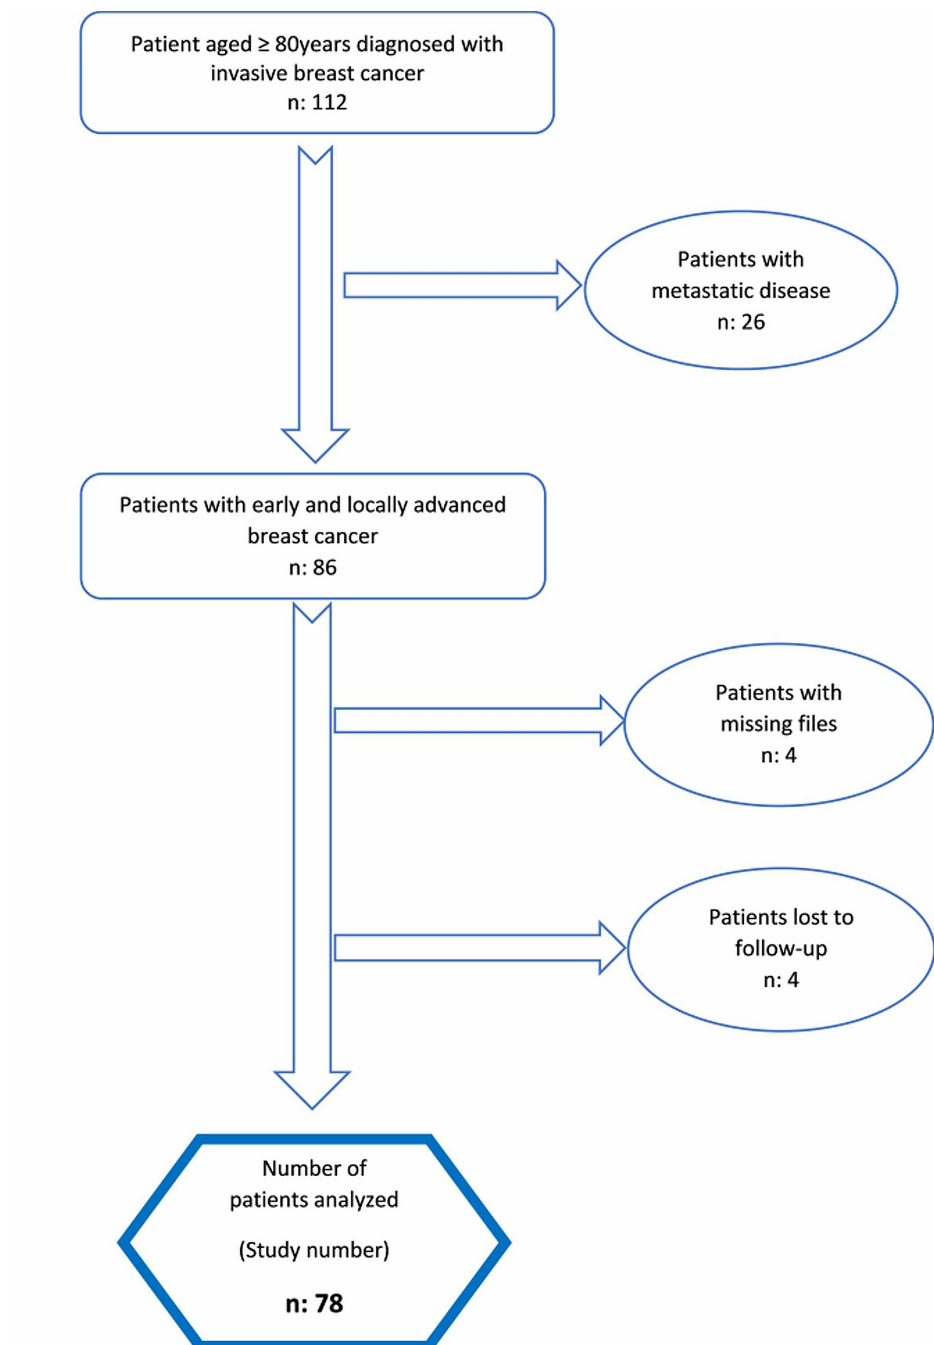 Patient aged ≥ 80years diagnosed with
invasive breast cancer
n: 112
Patients with
metastatic disease
n: 26
Patients with early and locally advanced
breast cancer
n: 86
Patients with
missing files
n: 4
Patients lost to
follow-up
n: 4
Number of
patients analyzed
(Study number)
n: 78